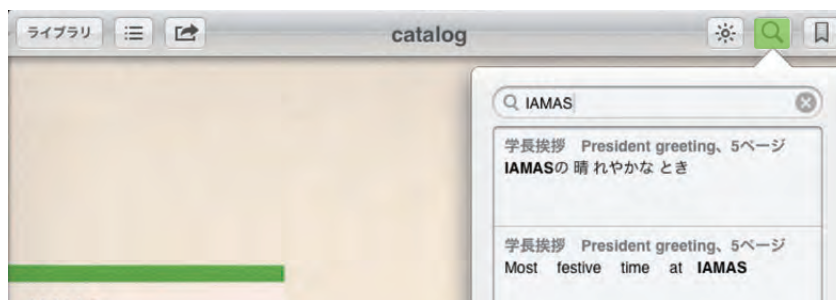 ライブラリ catalog
IAMAS
学長挨拶 President greeting、5ページ
IAMASの 晴 れやかな とき
学長挨拶 President greeting、5ページ
Most festive time at IAMAS